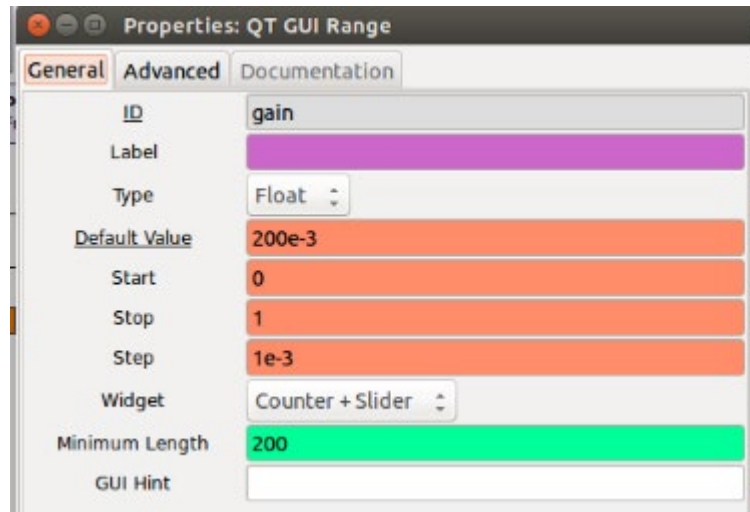 Properties: QT GUI Range
General Advanced Documentation
ID gain
Label
Type Float
Default Value 200e-3
Start 0
Stop 1
Step 1e-3
Widget Counter + Slider
Minimum Length 200
GUI Hint